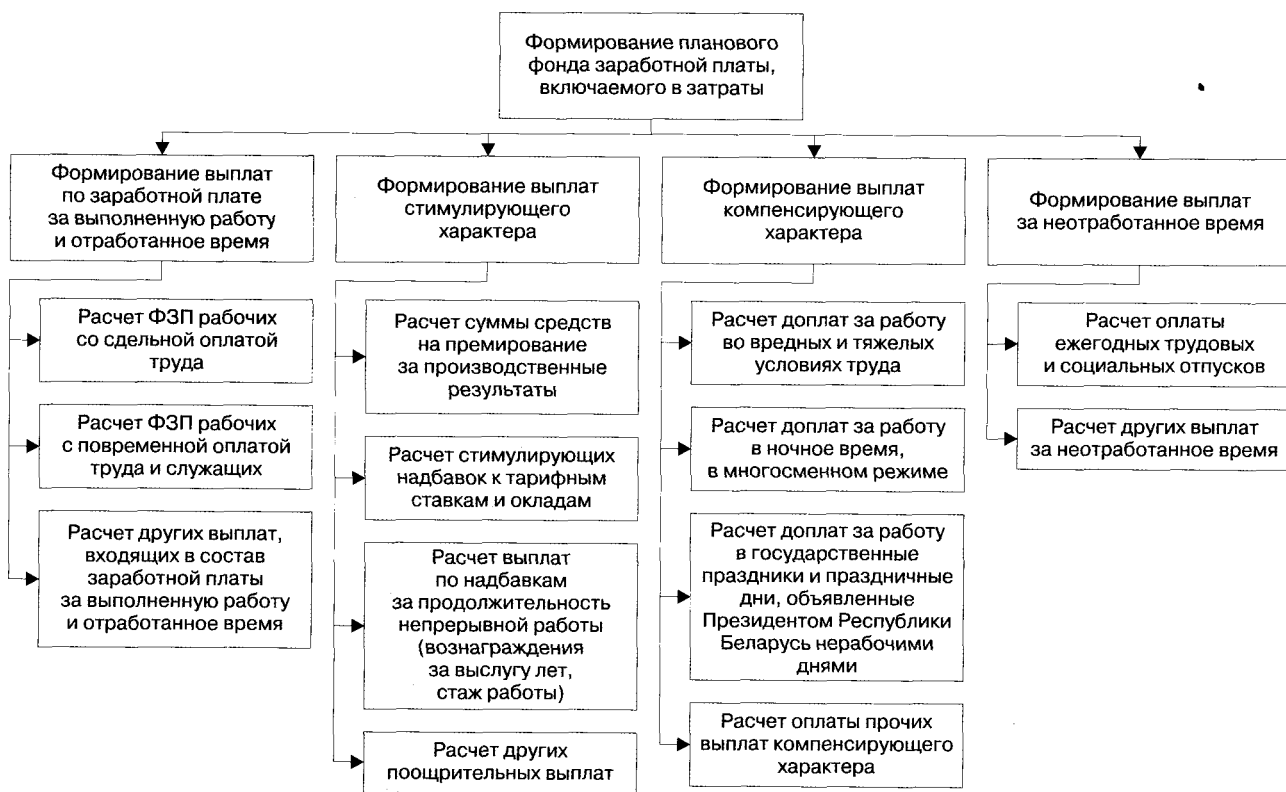 Формирование планового
фонда заработной платы,
включаемого в затраты
Формирование выплат
по заработной плате
за выполненную работу
и отработанное время
Формирование выплат
стимулирующего
характера
Формирование выплат
компенсирующего
характера
Формирование выплат
за неотработанное время
Расчет ФЗП рабочих
со сдельной оплатой
труда
Расчет ФЗП рабочих
с повременной оплатой
труда и служащих
Расчет других выплат,
входящих в состав
заработной платы
за выполненную работу
и отработанное время
Расчет суммы средств
на премирование
за производственные
результаты
Расчет стимулирующих
надбавок к тарифным
ставкам и окладам
Расчет выплат
по надбавкам
за продолжительность
непрерывной работы
(вознаграждения
за выслугу лет,
стаж работы)
Расчет других
поощрительных выплат
Расчет доплат за работу
во вредных и тяжелых
условиях труда
Расчет доплат за работу
в ночное время,
в многосменном режиме
Расчет доплат за работу
в государственные
праздники и праздничные
дни, объявленные
Президентом Республики
Беларусь нерабочими
днями
Расчет оплаты прочих
выплат компенсирующего
характера
Расчет оплаты
ежегодных трудовых
и социальных отпусков
Расчет других выплат
за неотработанное время